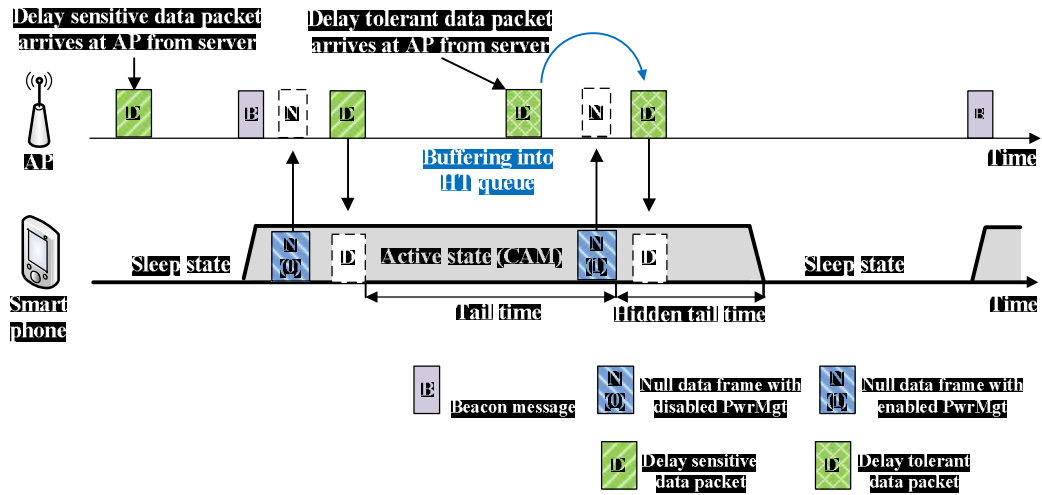 Delay sensitive data packet
arrives at AP from server
Delay tolerant data packet
arrives at AP from server
D
B
N
D
D
N
D
B
AP
Buffering into
HT queue
Time
N
(0)
D
N
(1)
D
Sleep state
Active state (CAM)
Sleep state
Smart
phone
Tail time
Hidden tail time
Time
B
Beacon message
N
(0)
Null data frame with
disabled PwrMgt
N
(1)
Null data frame with
enabled PwrMgt
D
Delay sensitive
data packet
D
Delay tolerant
data packet